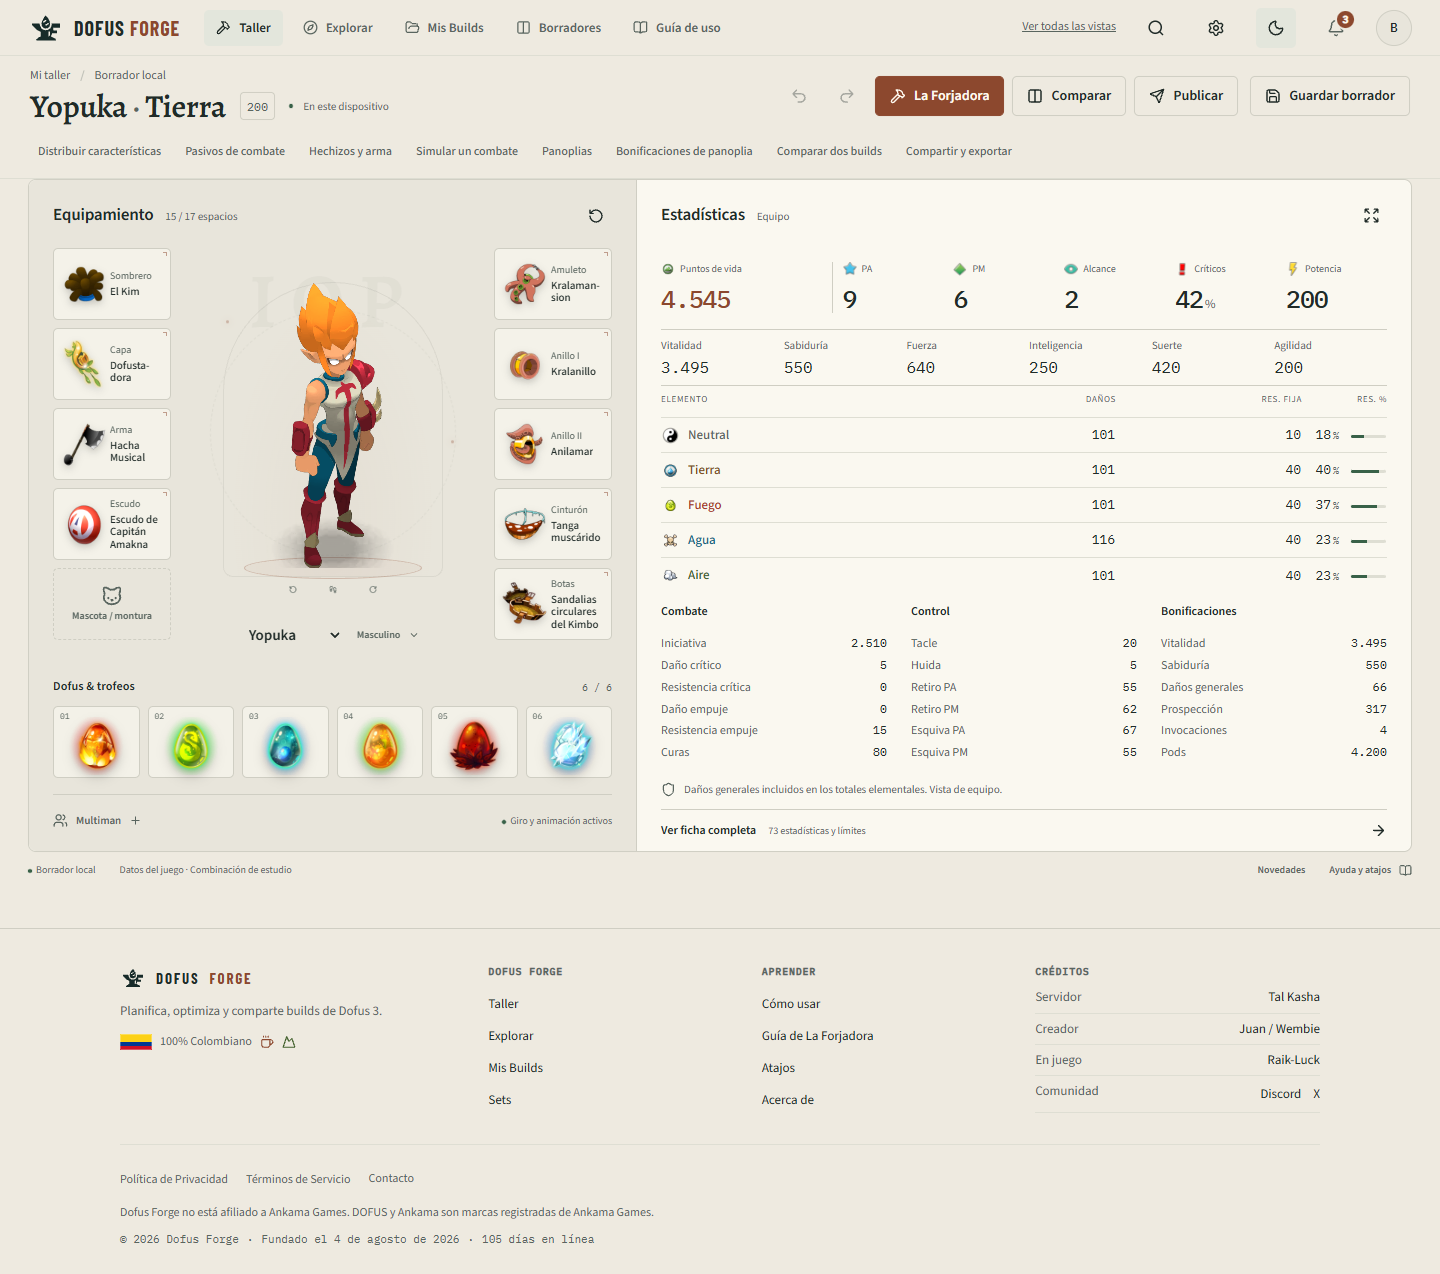 DOFUS FORGE
Taller
Explorar
Mis Builds
Borradores
Guía de uso
Ver todas las vistas
3
B
Mi taller / Borrador local
Yopuka · Tierra
200
En este dispositivo
La Forjadora
Comparar
Publicar
Guardar borrador
Distribuir características
Pasivos de combate
Hechizos y arma
Simular un combate
Panoplias
Bonificaciones de panoplia
Comparar dos builds
Compartir y exportar
Equipamiento
15 / 17 espacios
IOP
Sombrero
El Kim
Capa
Dofusta-
dora
Arma
Hacha
Musical
Escudo
Escudo de
Capitán
Amakna
Mascota / montura
Amuleto
Kralaman-
sion
Anillo I
Kralanillo
Anillo II
Anilamar
Cinturón
Tanga
muscárido
Botas
Sandalias
circulares
del Kimbo
Yopuka
Masculino
Dofus & trofeos
6 / 6
01
02
03
04
05
06
Multiman +
Giro y animación activos
Estadísticas
Equipo
Puntos de vida
4.545
PA
9
PM
6
Alcance
2
Críticos
42%
Potencia
200
Vitalidad
3.495
Sabiduría
550
Fuerza
640
Inteligencia
250
Suerte
420
Agilidad
200
ELEMENTO DAÑOS RES. FIJA RES. %
Neutral 101 10 18%
Tierra 101 40 40%
Fuego 101 40 37%
Agua 116 40 23%
Aire 101 40 23%
Combate
Iniciativa 2.510
Daño crítico 5
Resistencia crítica 0
Daño empuje 0
Resistencia empuje 15
Curas 80
Control
Tacle 20
Huida 5
Retiro PA 55
Retiro PM 62
Esquiva PA 67
Esquiva PM 55
Bonificaciones
Vitalidad 3.495
Sabiduría 550
Daños generales 66
Prospección 317
Invocaciones 4
Pods 4.200
Daños generales incluidos en los totales elementales. Vista de equipo.
Ver ficha completa
73 estadísticas y límites
Borrador local
Datos del juego · Combinación de estudio
Novedades
Ayuda y atajos
DOFUS FORGE
Planifica, optimiza y comparte builds de Dofus 3.
100% Colombiano
DOFUS FORGE
Taller
Explorar
Mis Builds
Sets
APRENDER
Cómo usar
Guía de La Forjadora
Atajos
Acerca de
CRÉDITOS
Servidor Tal Kasha
Creador Juan / Wembie
En juego Raik-Luck
Comunidad Discord X
Política de Privacidad
Términos de Servicio
Contacto
Dofus Forge no está afiliado a Ankama Games. DOFUS y Ankama son marcas registradas de Ankama Games.
© 2026 Dofus Forge · Fundado el 4 de agosto de 2026 · 105 días en línea